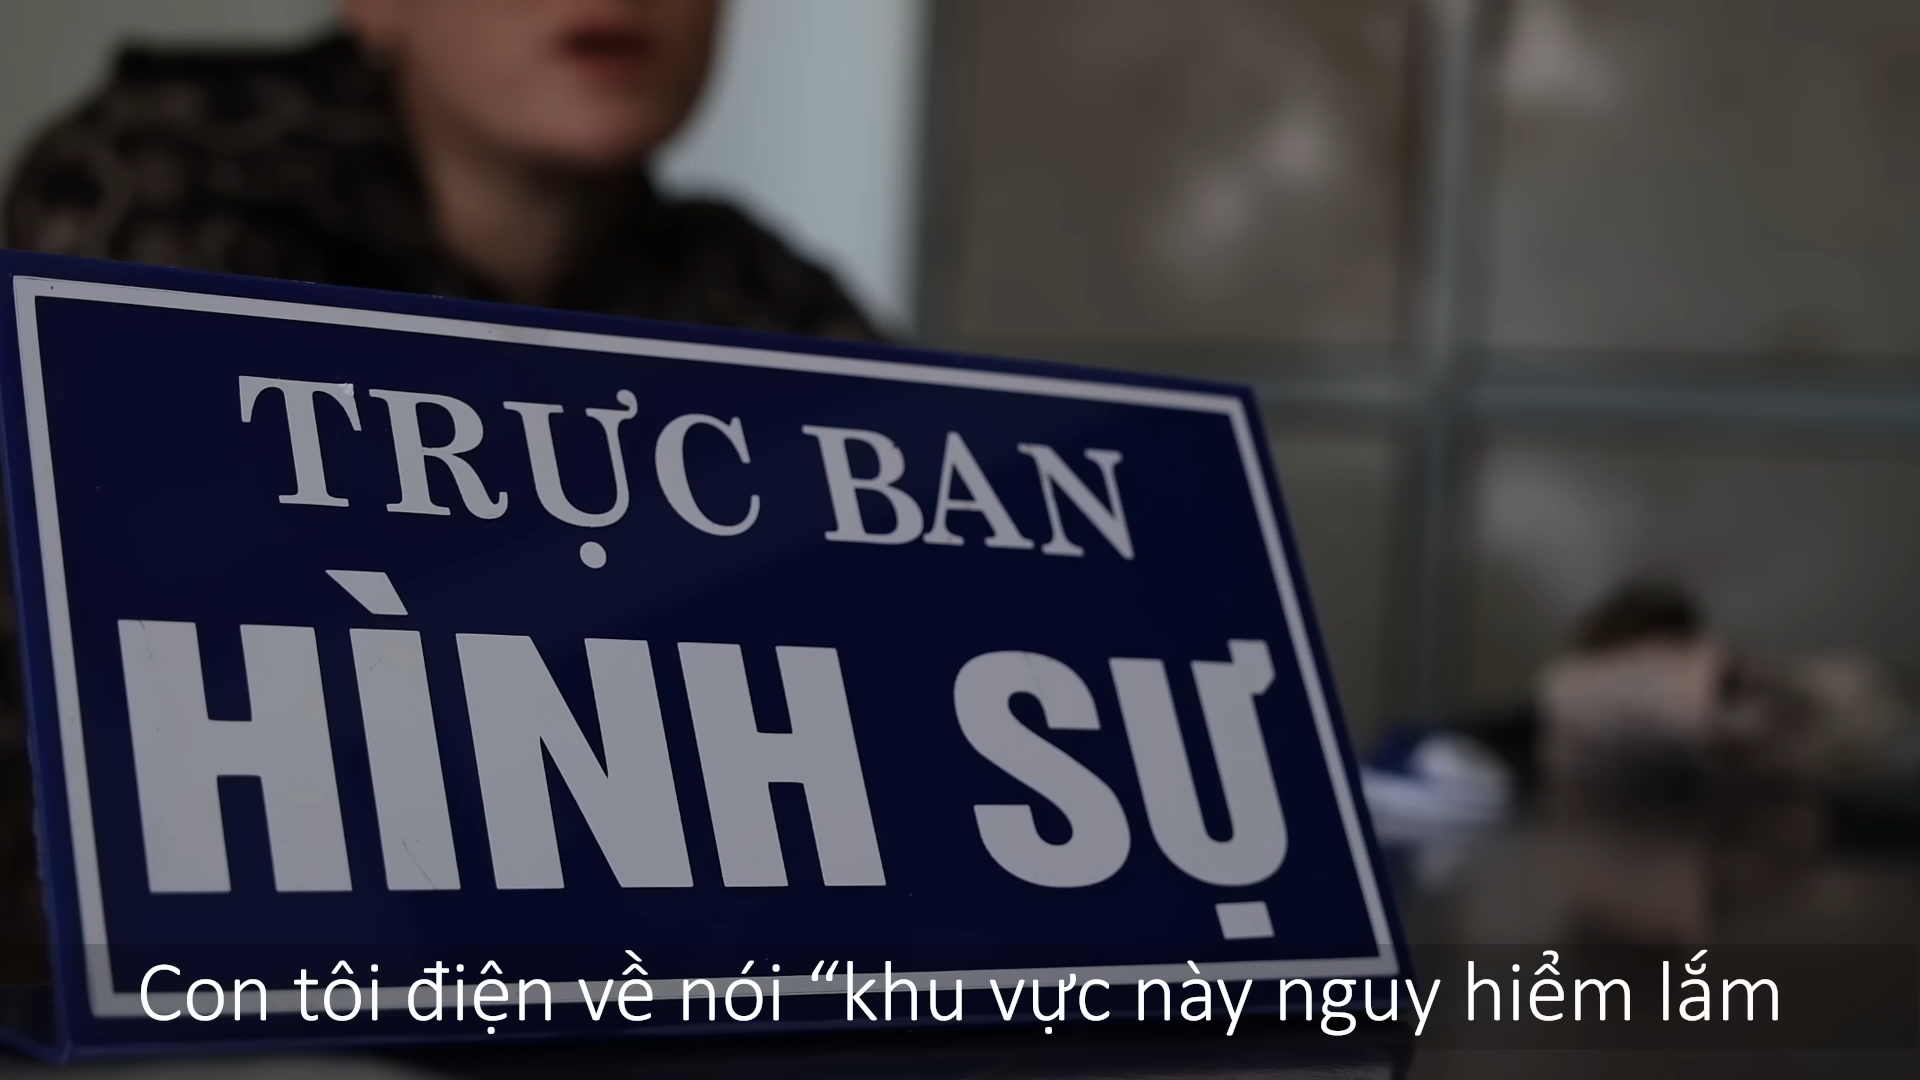 TRỰC BAN
HÌNH SỰ
Con tôi điện về nói “khu vực này nguy hiểm lắm